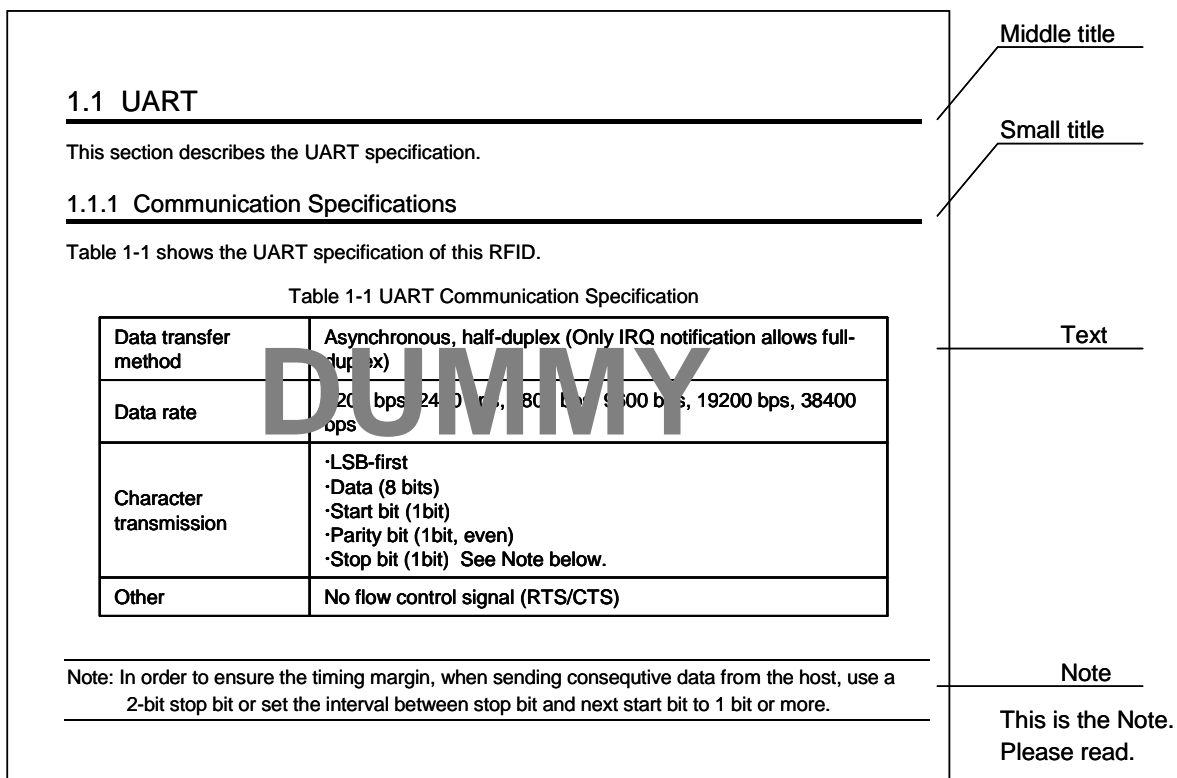 Middle title
1.1 UART
Small title
This section describes the UART specification.
1.1.1 Communication Specifications
Table 1-1 shows the UART specification of this RFID.
Table 1-1 UART Communication Specification
Data transfer method
Asynchronous, half-duplex (Only IRQ notification allows full-
duplex)
Text
DUMMY
Data rate
bps, 19200 bps, 38400
bps
Character
transmission
·LSB-first
·Data (8 bits)
·Start bit (1bit)
·Parity bit (1bit, even)
·Stop bit (1bit) See Note below.
Other
No flow control signal (RTS/CTS)
Note: In order to ensure the timing margin, when sending consequtive data from the host, use a
2-bit stop bit or set the interval between stop bit and next start bit to 1 bit or more.
Note
This is the Note.
Please read.